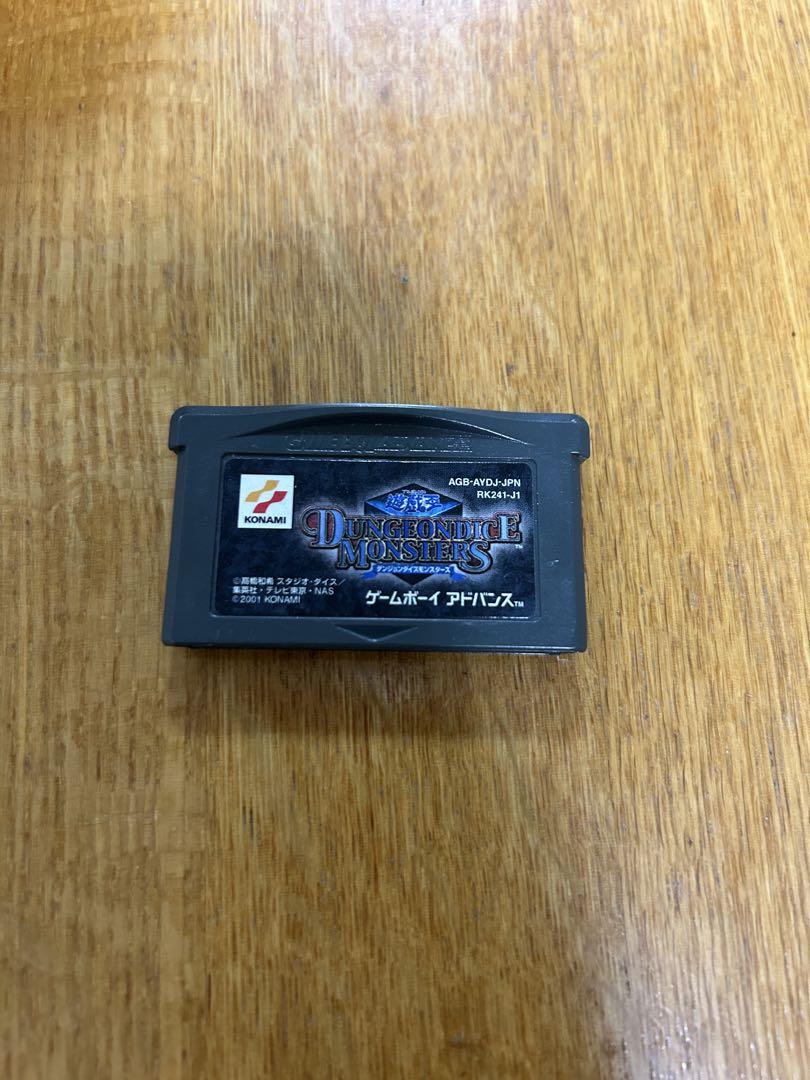 GAME BOY ADVANCE
KONAMI
AGB-AYDJ-JPN
RK241-J1
遊戯王
DUNGEONDICE
MONSTERS™
ダンジョンダイスモンスターズ
©高橋和希 スタジオ・ダイス/
集英社・テレビ東京・NAS
©2001 KONAMI
ゲームボーイ アドバンス™